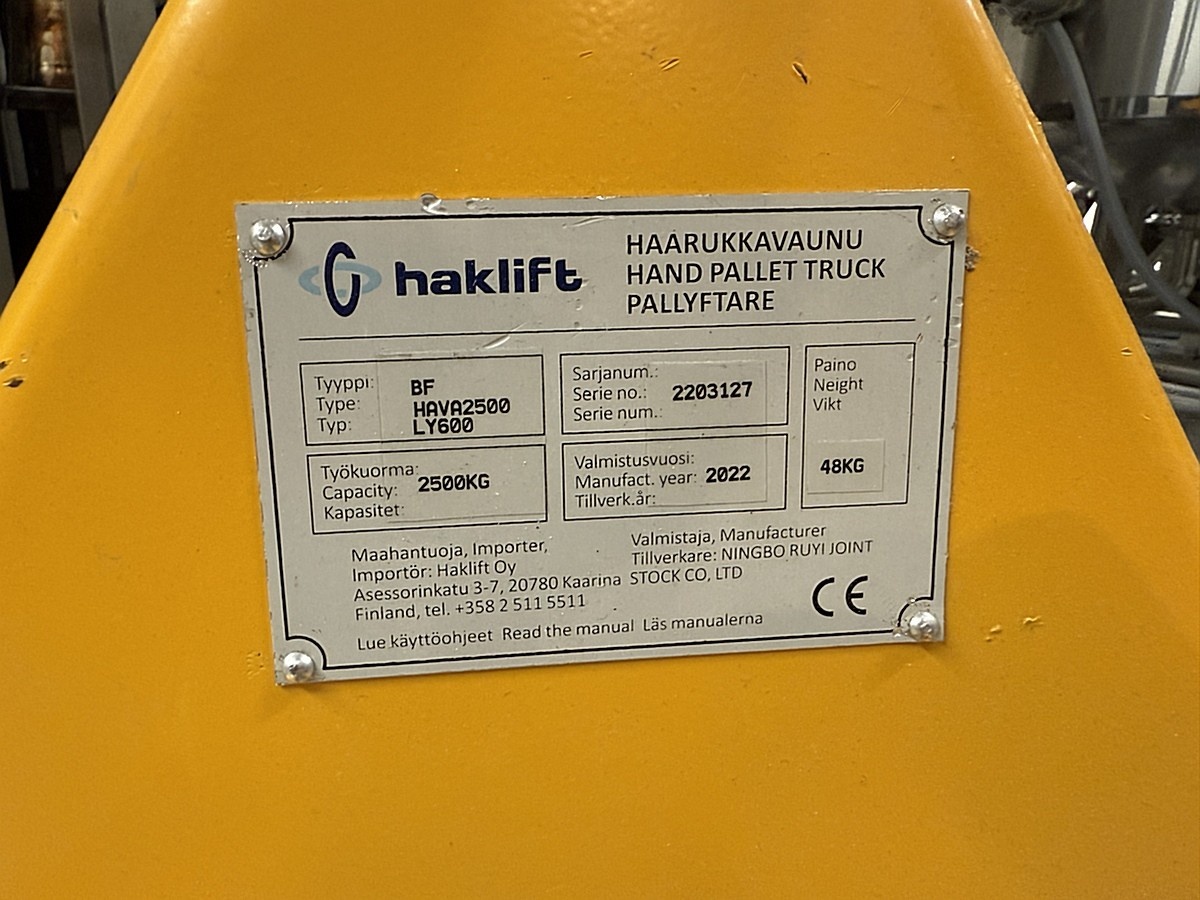 haklift
HAARUKKAVAUNU
HAND PALLET TRUCK
PALLYFTARE
Tyyppi: BF
Type: HAVA2500
Typ: LY600
Sarjanum.:
Serie no.: 2203127
Serie num.:
Paino
Neight
Vikt
48KG
Työkuorma:
Capacity: 2500KG
Kapasitet:
Valmistusvuosi:
Manufact. year: 2022
Tillverk.år:
Maahantuoja, Importer,
Importör: Haklift Oy
Asessorinkatu 3-7, 20780 Kaarina
Finland, tel. +358 2 511 5511
Valmistaja, Manufacturer
Tillverkare: NINGBO RUYI JOINT
STOCK CO, LTD
CE
Lue käyttöohjeet Read the manual Läs manualerna